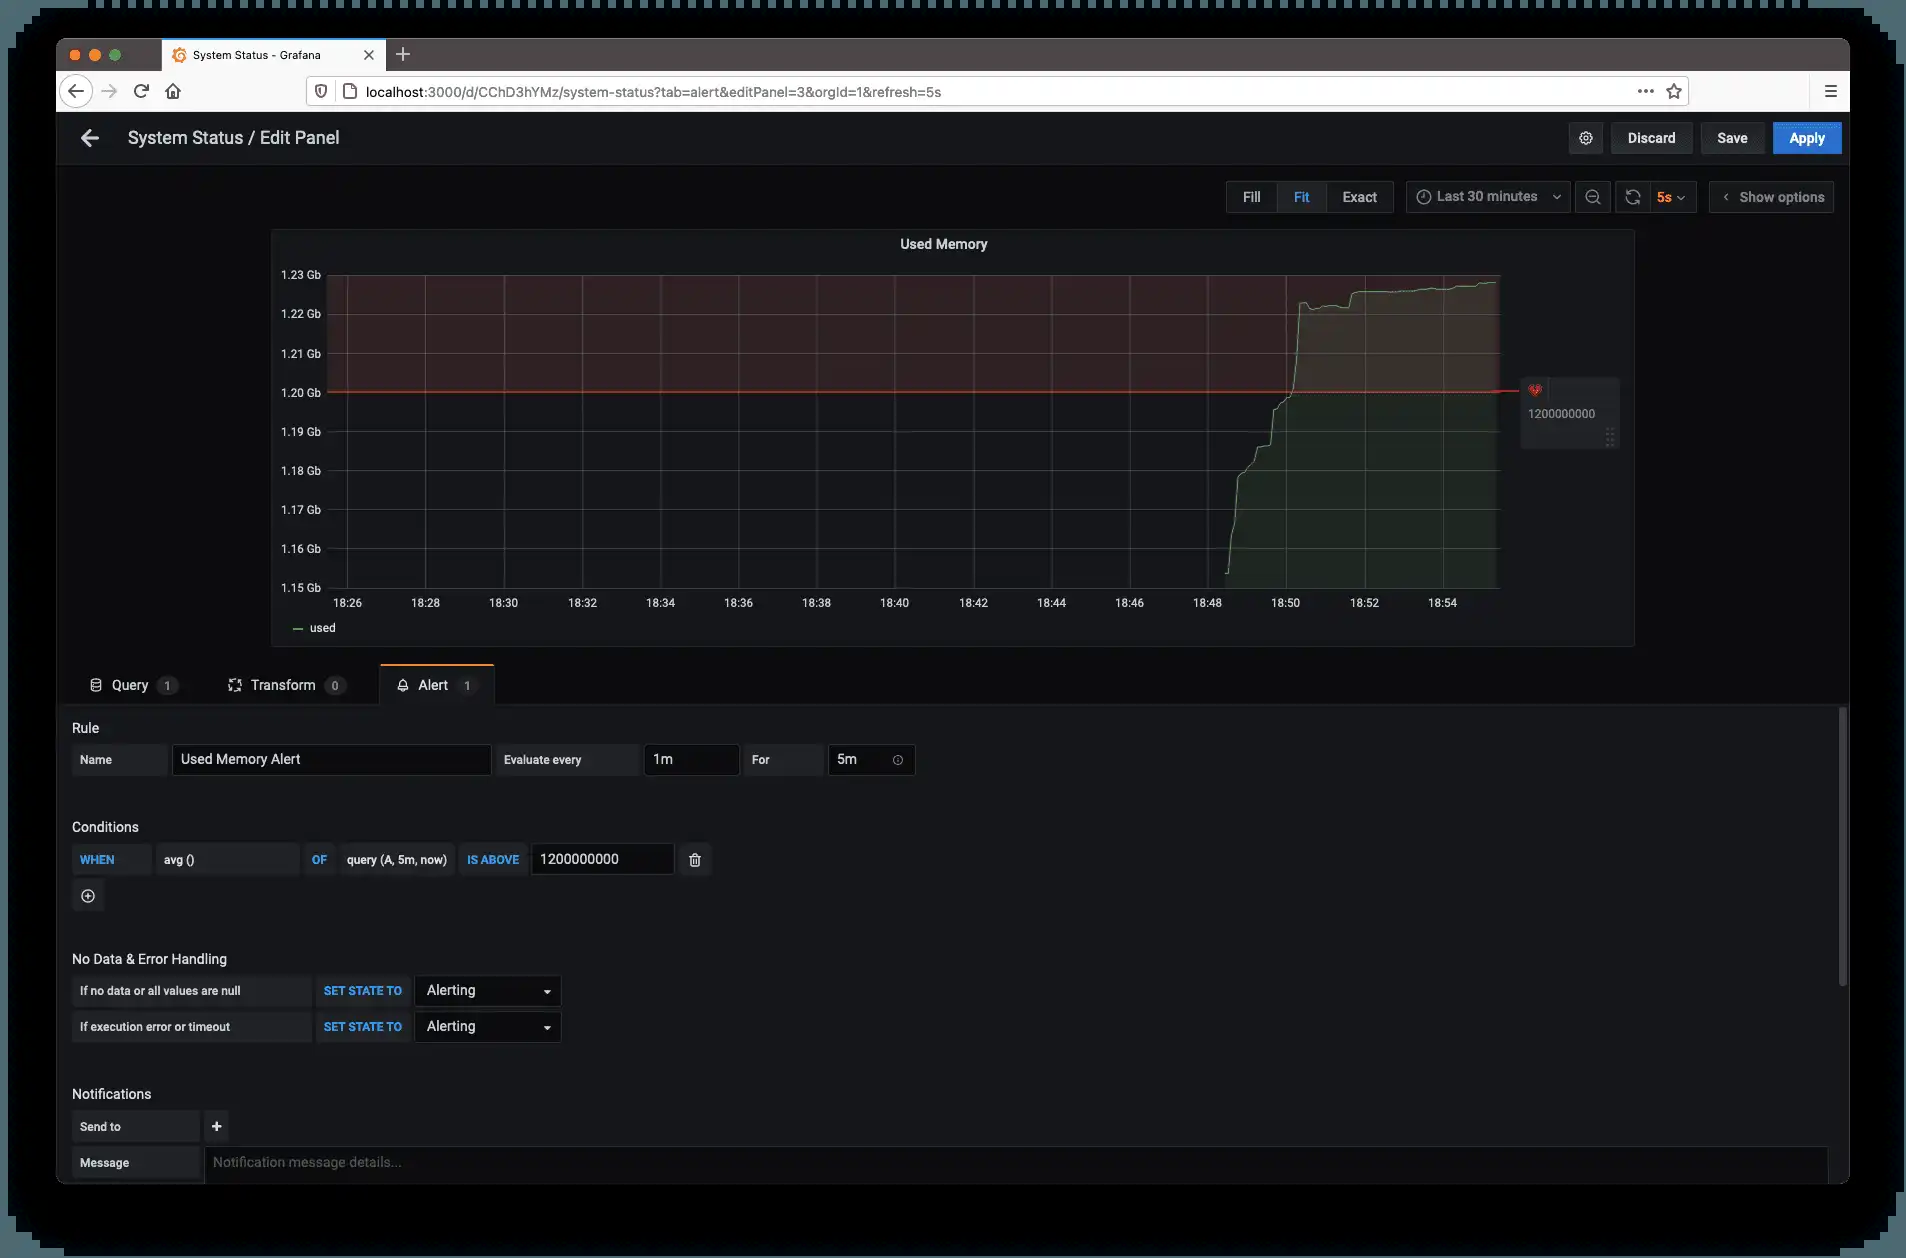 System Status - Grafana
localhost:3000/d/CChD3hYMz/system-status?tab=alert&editPanel=3&orgId=1&refresh=5s
System Status / Edit Panel
Discard
Save
Apply
Fill
Fit
Exact
Last 30 minutes
5s
Show options
Used Memory
1.23 Gb
1.22 Gb
1.21 Gb
1.20 Gb
1.19 Gb
1.18 Gb
1.17 Gb
1.16 Gb
1.15 Gb
1200000000
18:26 18:28 18:30 18:32 18:34 18:36 18:38 18:40 18:42 18:44 18:46 18:48 18:50 18:52 18:54
used
Query 1
Transform 0
Alert 1
Rule
Name Used Memory Alert Evaluate every 1m For 5m
Conditions
WHEN avg () OF query (A, 5m, now) IS ABOVE 1200000000
No Data & Error Handling
If no data or all values are null SET STATE TO Alerting
If execution error or timeout SET STATE TO Alerting
Notifications
Send to +
Message Notification message details...